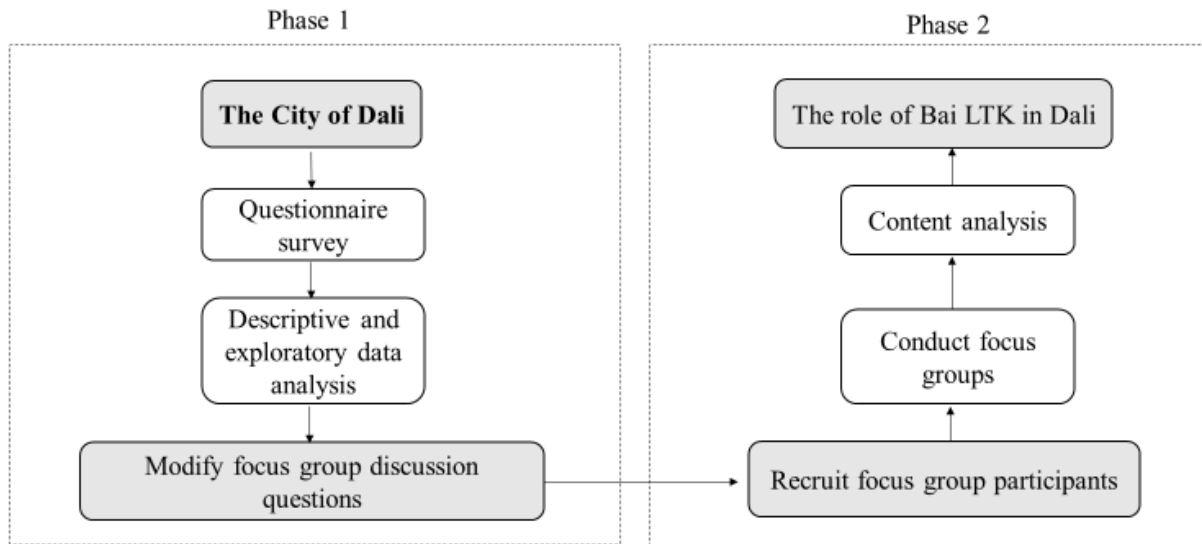 Phase 1
The City of Dali
Questionnaire
survey
Descriptive and
exploratory data
analysis
Modify focus group discussion
questions
Phase 2
The role of Bai LTK in Dali
Content analysis
Conduct focus
groups
Recruit focus group participants